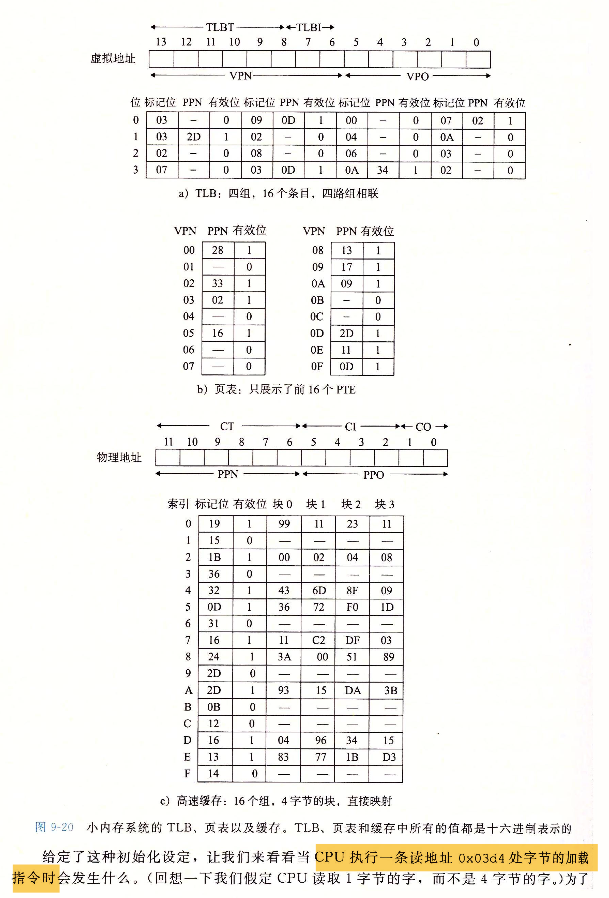 TLBT TLBI
13 12 11 10 9 8 7 6 5 4 3 2 1 0
虚拟地址
VPN VPO
位 标记位 PPN 有效位 标记位 PPN 有效位 标记位 PPN 有效位 标记位 PPN 有效位
0 03 – 0 09 0D 1 00 – 0 07 02 1
1 03 2D 1 02 – 0 04 – 0 0A – 0
2 02 – 0 08 – 0 06 – 0 03 – 0
3 07 – 0 03 0D 1 0A 34 1 02 – 0
a) TLB：四组，16个条目，四路组相联
VPN PPN 有效位 VPN PPN 有效位
00 28 1 08 13 1
01 — 0 09 17 1
02 33 1 0A 09 1
03 02 1 0B – 0
04 — 0 0C – 0
05 16 1 0D 2D 1
06 — 0 0E 11 1
07 — 0 0F 0D 1
b) 页表：只展示了前16个PTE
CT CI CO
11 10 9 8 7 6 5 4 3 2 1 0
物理地址
PPN PPO
索引 标记位 有效位 块0 块1 块2 块3
0 19 1 99 11 23 11
1 15 0 — — — —
2 1B 1 00 02 04 08
3 36 0 — — — —
4 32 1 43 6D 8F 09
5 0D 1 36 72 F0 1D
6 31 0 — — — —
7 16 1 11 C2 DF 03
8 24 1 3A 00 51 89
9 2D 0 — — — —
A 2D 1 93 15 DA 3B
B 0B 0 — — — —
C 12 0 — — — —
D 16 1 04 96 34 15
E 13 1 83 77 1B D3
F 14 0 — — — —
c) 高速缓存：16个组，4字节的块，直接映射
图 9-20 小内存系统的TLB、页表以及缓存。TLB、页表和缓存中所有的值都是十六进制表示的
给定了这种初始化设定，让我们来看看当CPU执行一条读地址0x03d4处字节的加载
指令时会发生什么。（回想一下我们假定CPU读取1字节的字，而不是4字节的字。）为了